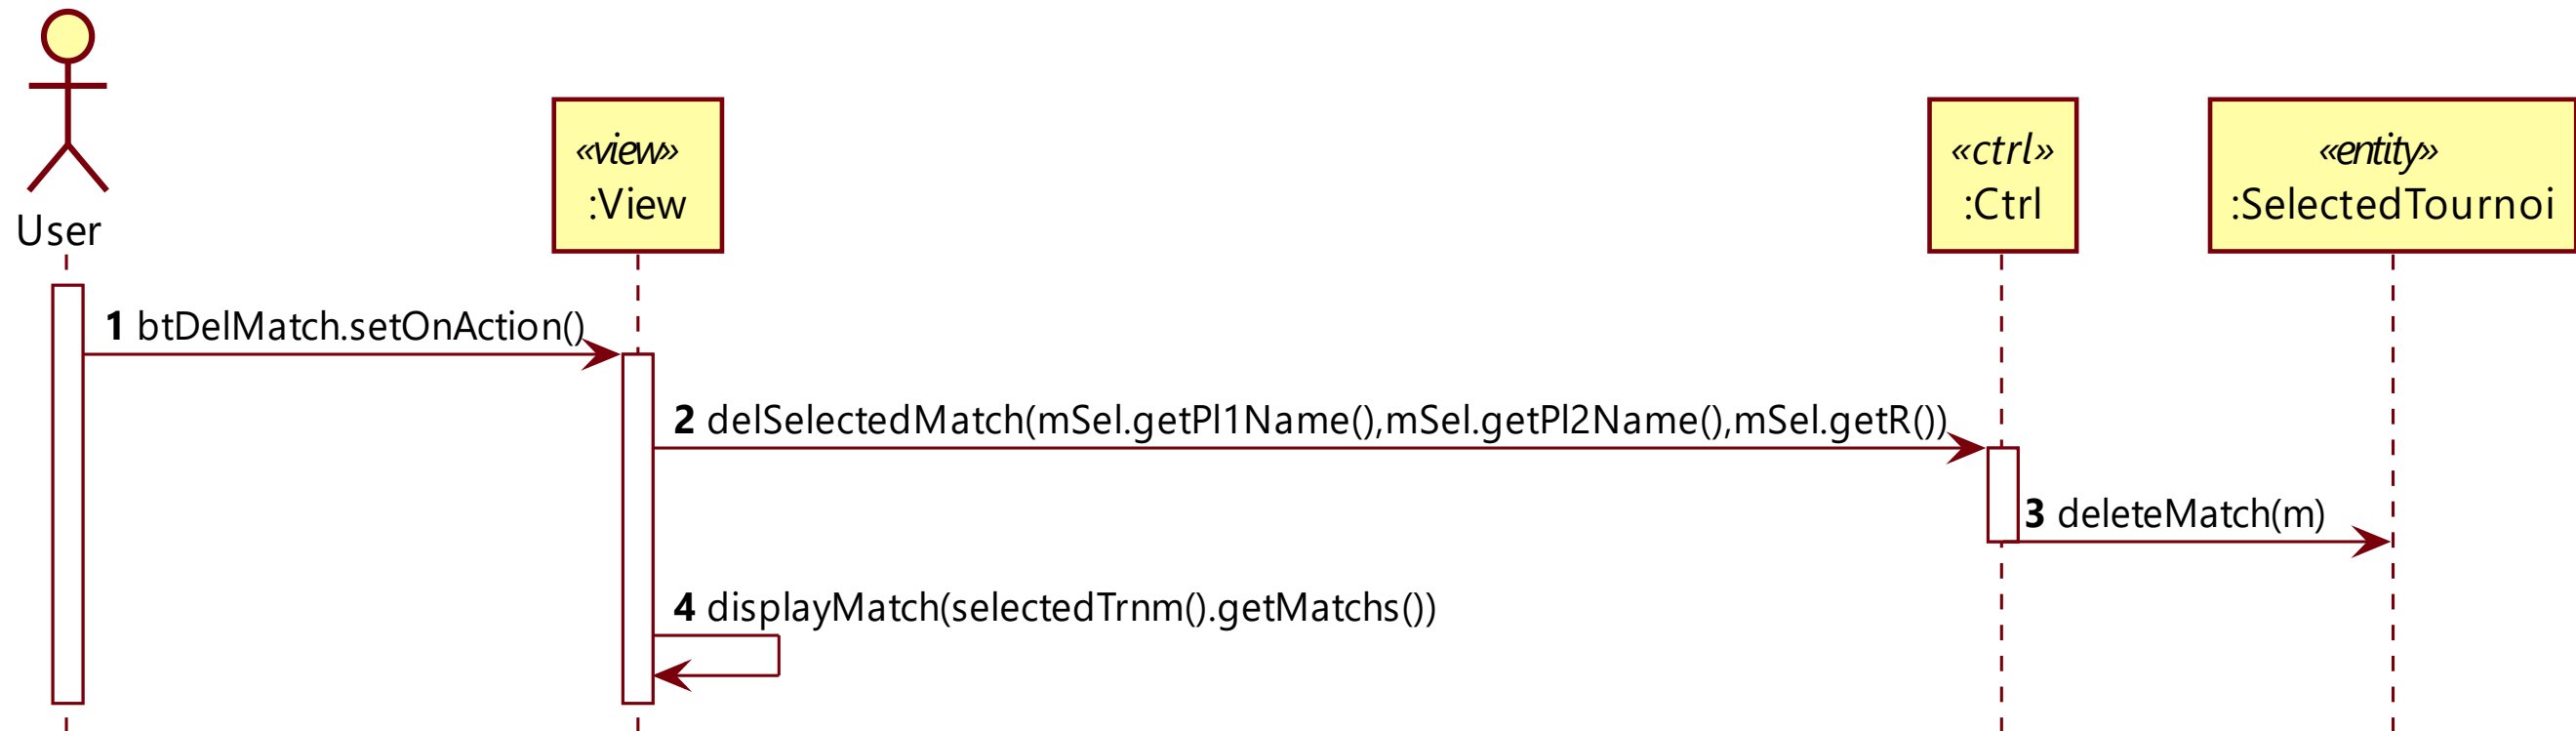 User
«view»
:View
«ctrl»
:Ctrl
«entity»
:SelectedTournoi
1 btDelMatch.setOnAction()
2 delSelectedMatch(mSel.getPl1Name(),mSel.getPl2Name(),mSel.getR())
3 deleteMatch(m)
4 displayMatch(selectedTrnm().getMatchs())